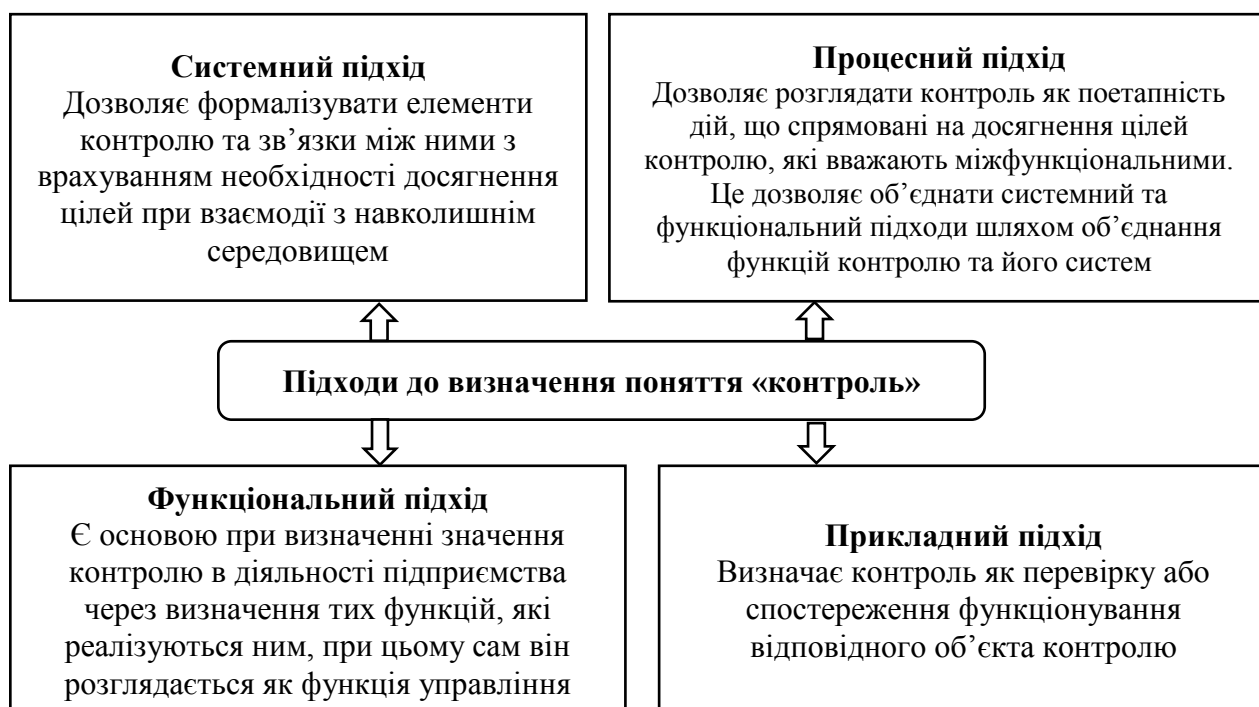 Системний підхід
Дозволяє формалізувати елементи
контролю та зв’язки між ними з
врахуванням необхідності досягнення
цілей при взаємодії з навколишнім
середовищем
Процесний підхід
Дозволяє розглядати контроль як поетапність
дій, що спрямовані на досягнення цілей
контролю, які вважають міжфункціональними.
Це дозволяє об’єднати системний та
функціональний підходи шляхом об’єднання
функцій контролю та його систем
Підходи до визначення поняття «контроль»
Функціональний підхід
Є основою при визначенні значення
контролю в діяльності підприємства
через визначення тих функцій, які
реалізуються ним, при цьому сам він
розглядається як функція управління
Прикладний підхід
Визначає контроль як перевірку або
спостереження функціонування
відповідного об’єкта контролю